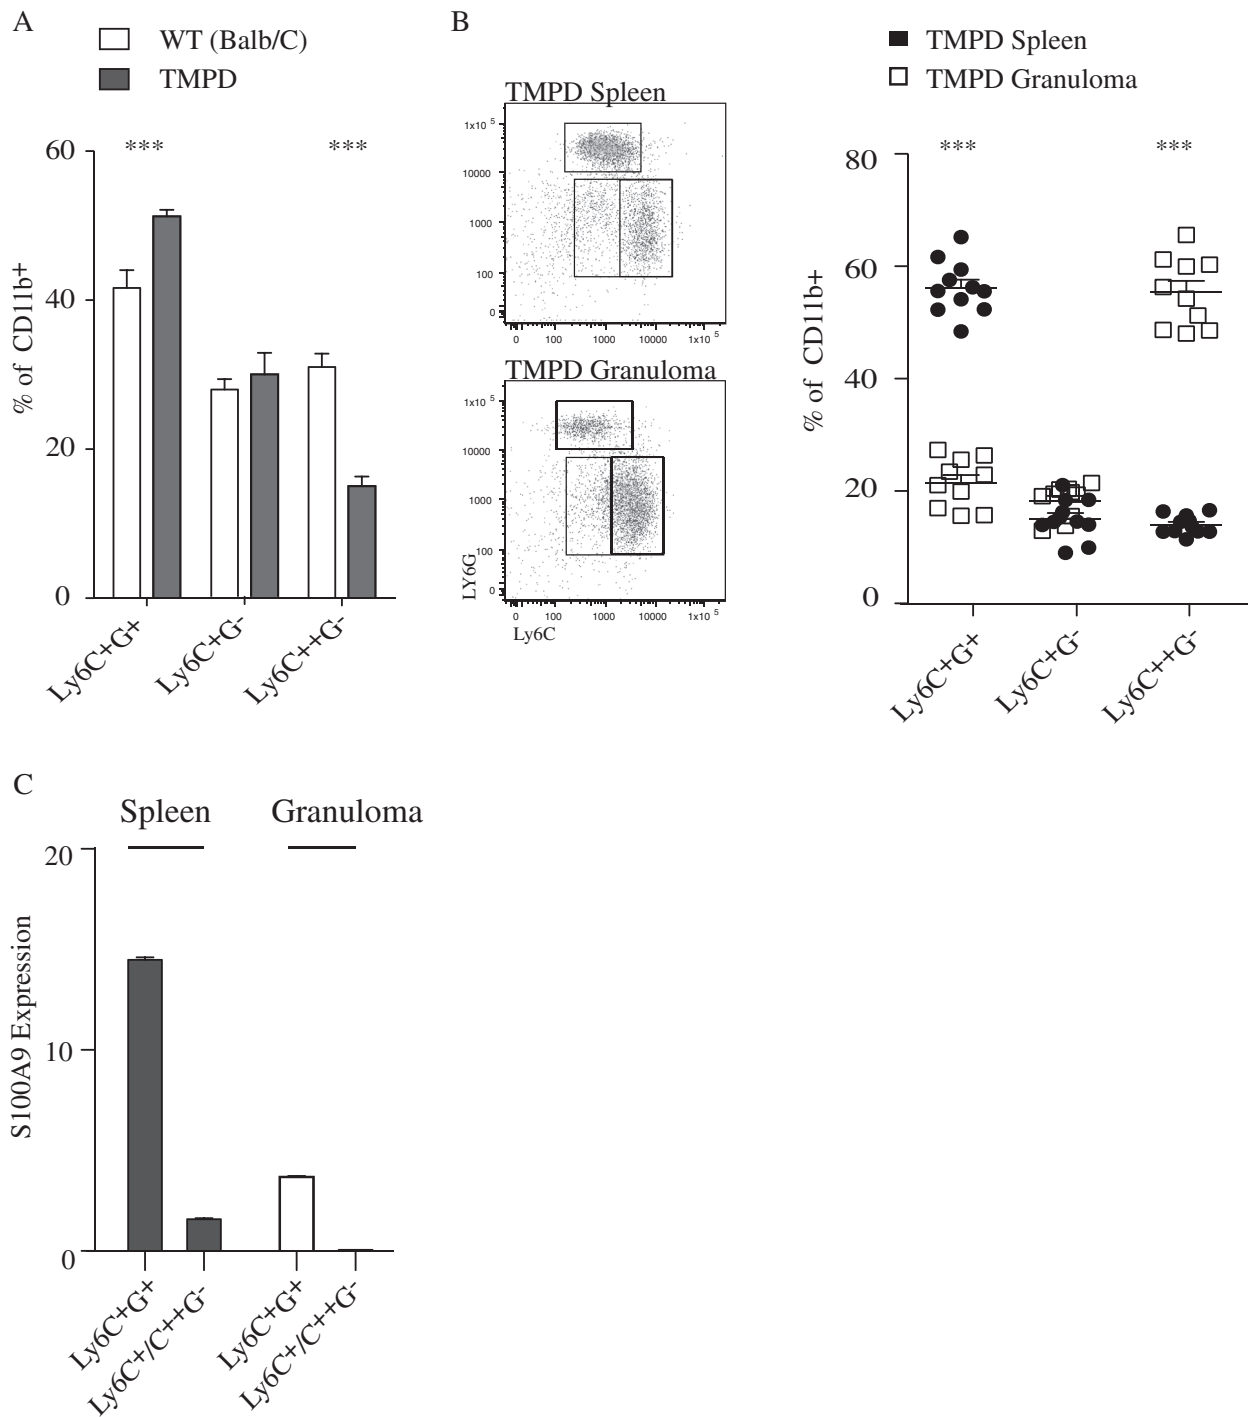 A
WT (Balb/C)
TMPD
***
***
60
40
20
0
% of CD11b+
Ly6C+G+
Ly6C+G-
Ly6C++G-
B
TMPD Spleen
1x10 5
10000
1000
100
0
0
100
1000
10000
1x10 5
TMPD Granuloma
1x10 5
10000
1000
100
0
LY6G
0
100
1000
10000
1x10 5
Ly6C
TMPD Spleen
TMPD Granuloma
***
***
80
60
40
20
0
% of CD11b+
Ly6C+G+
Ly6C+G-
Ly6C++G-
C
Spleen
Granuloma
20
10
0
S100A9 Expression
Ly6C+G+
Ly6C+/C++G-
Ly6C+G+
Ly6C+/C++G-